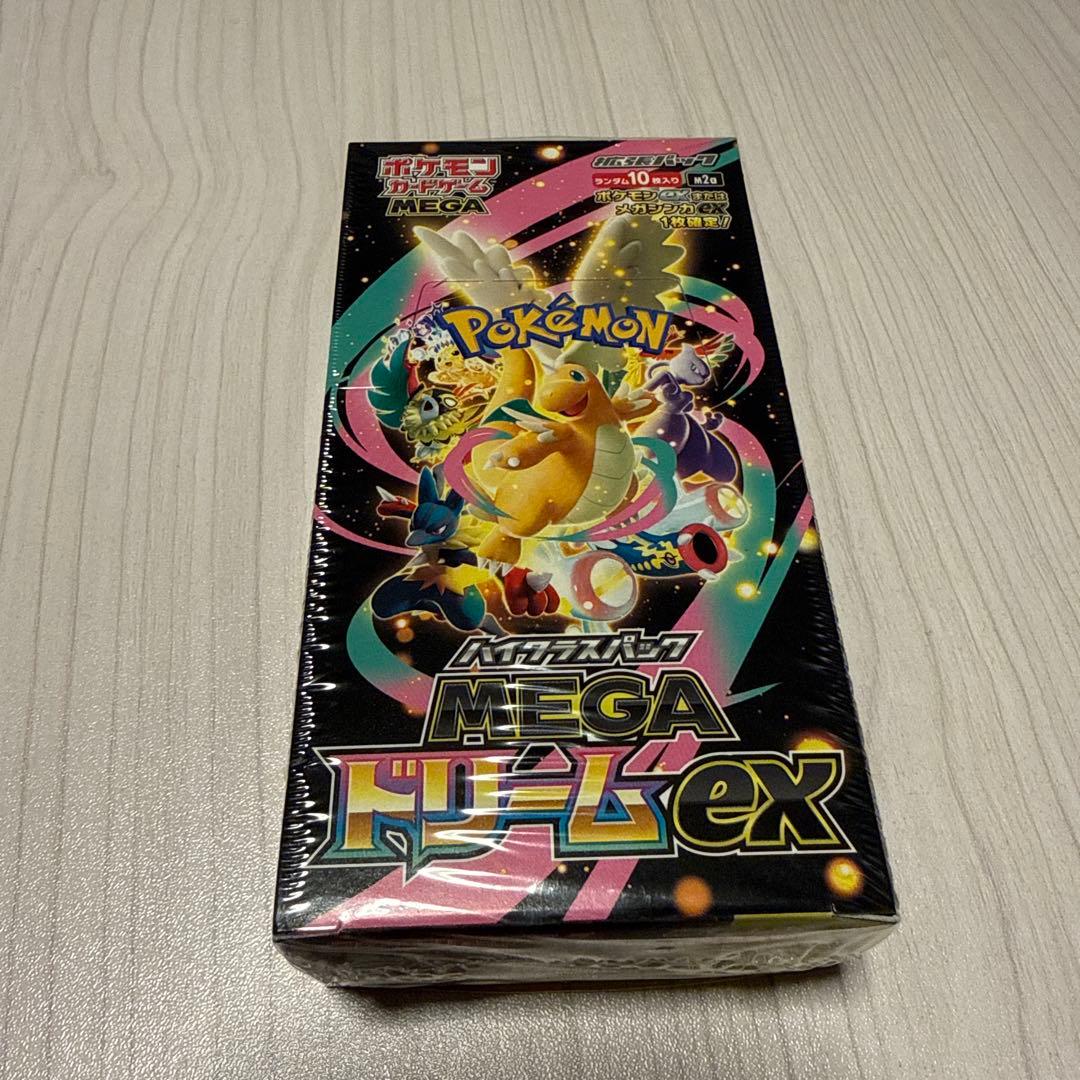 ポケモン
カードゲーム
MEGA
拡張パック
ランダム10枚入り M2a
ポケモンexまたは
メガシンカex
1枚確定!
POKéMON
ハイクラスパック
MEGA
ドリームex